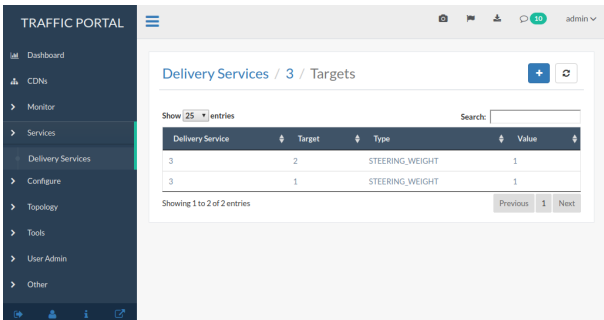 TRAFFIC PORTAL
10 admin
Dashboard
CDNs
Monitor
Services
Delivery Services
Configure
Topology
Tools
User Admin
Other
Delivery Services / 3 / Targets
Show 25 entries Search:
Delivery Service Target Type Value
3 2 STEERING_WEIGHT 1
3 1 STEERING_WEIGHT 1
Showing 1 to 2 of 2 entries Previous 1 Next